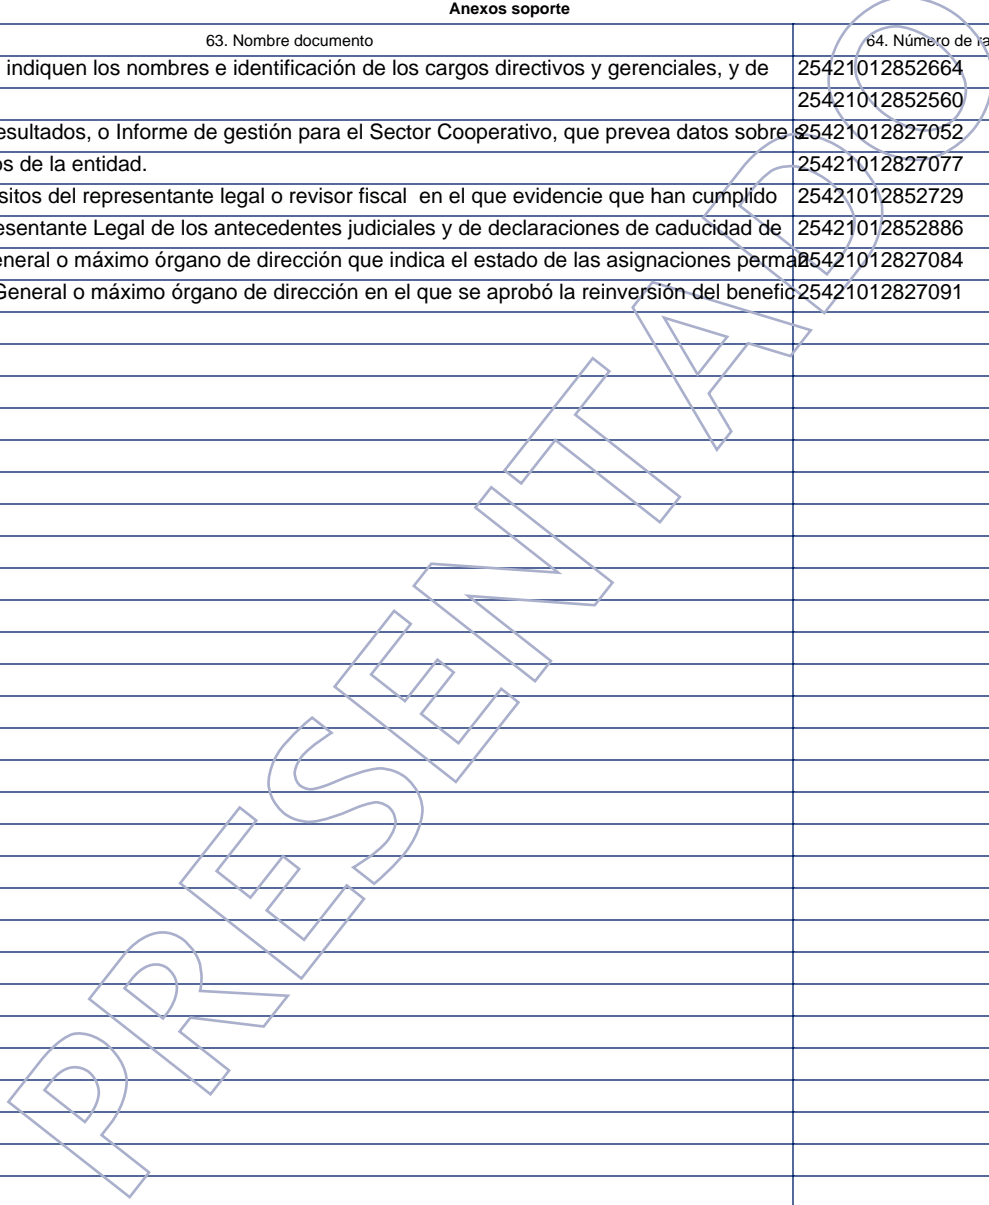 Anexos soporte
63. Nombre documento 64. Número de
indiquen los nombres e identificación de los cargos directivos y gerenciales, y de 25421012852664
25421012852560
esultados, o Informe de gestión para el Sector Cooperativo, que prevea datos sobre 25421012827052
os de la entidad. 25421012827077
sitos del representante legal o revisor fiscal en el que evidencie que han cumplido 25421012852729
esentante Legal de los antecedentes judiciales y de declaraciones de caducidad de 25421012852886
eneral o máximo órgano de dirección que indica el estado de las asignaciones perman 25421012827084
General o máximo órgano de dirección en el que se aprobó la reinversión del benefic 25421012827091
PRESENTADO